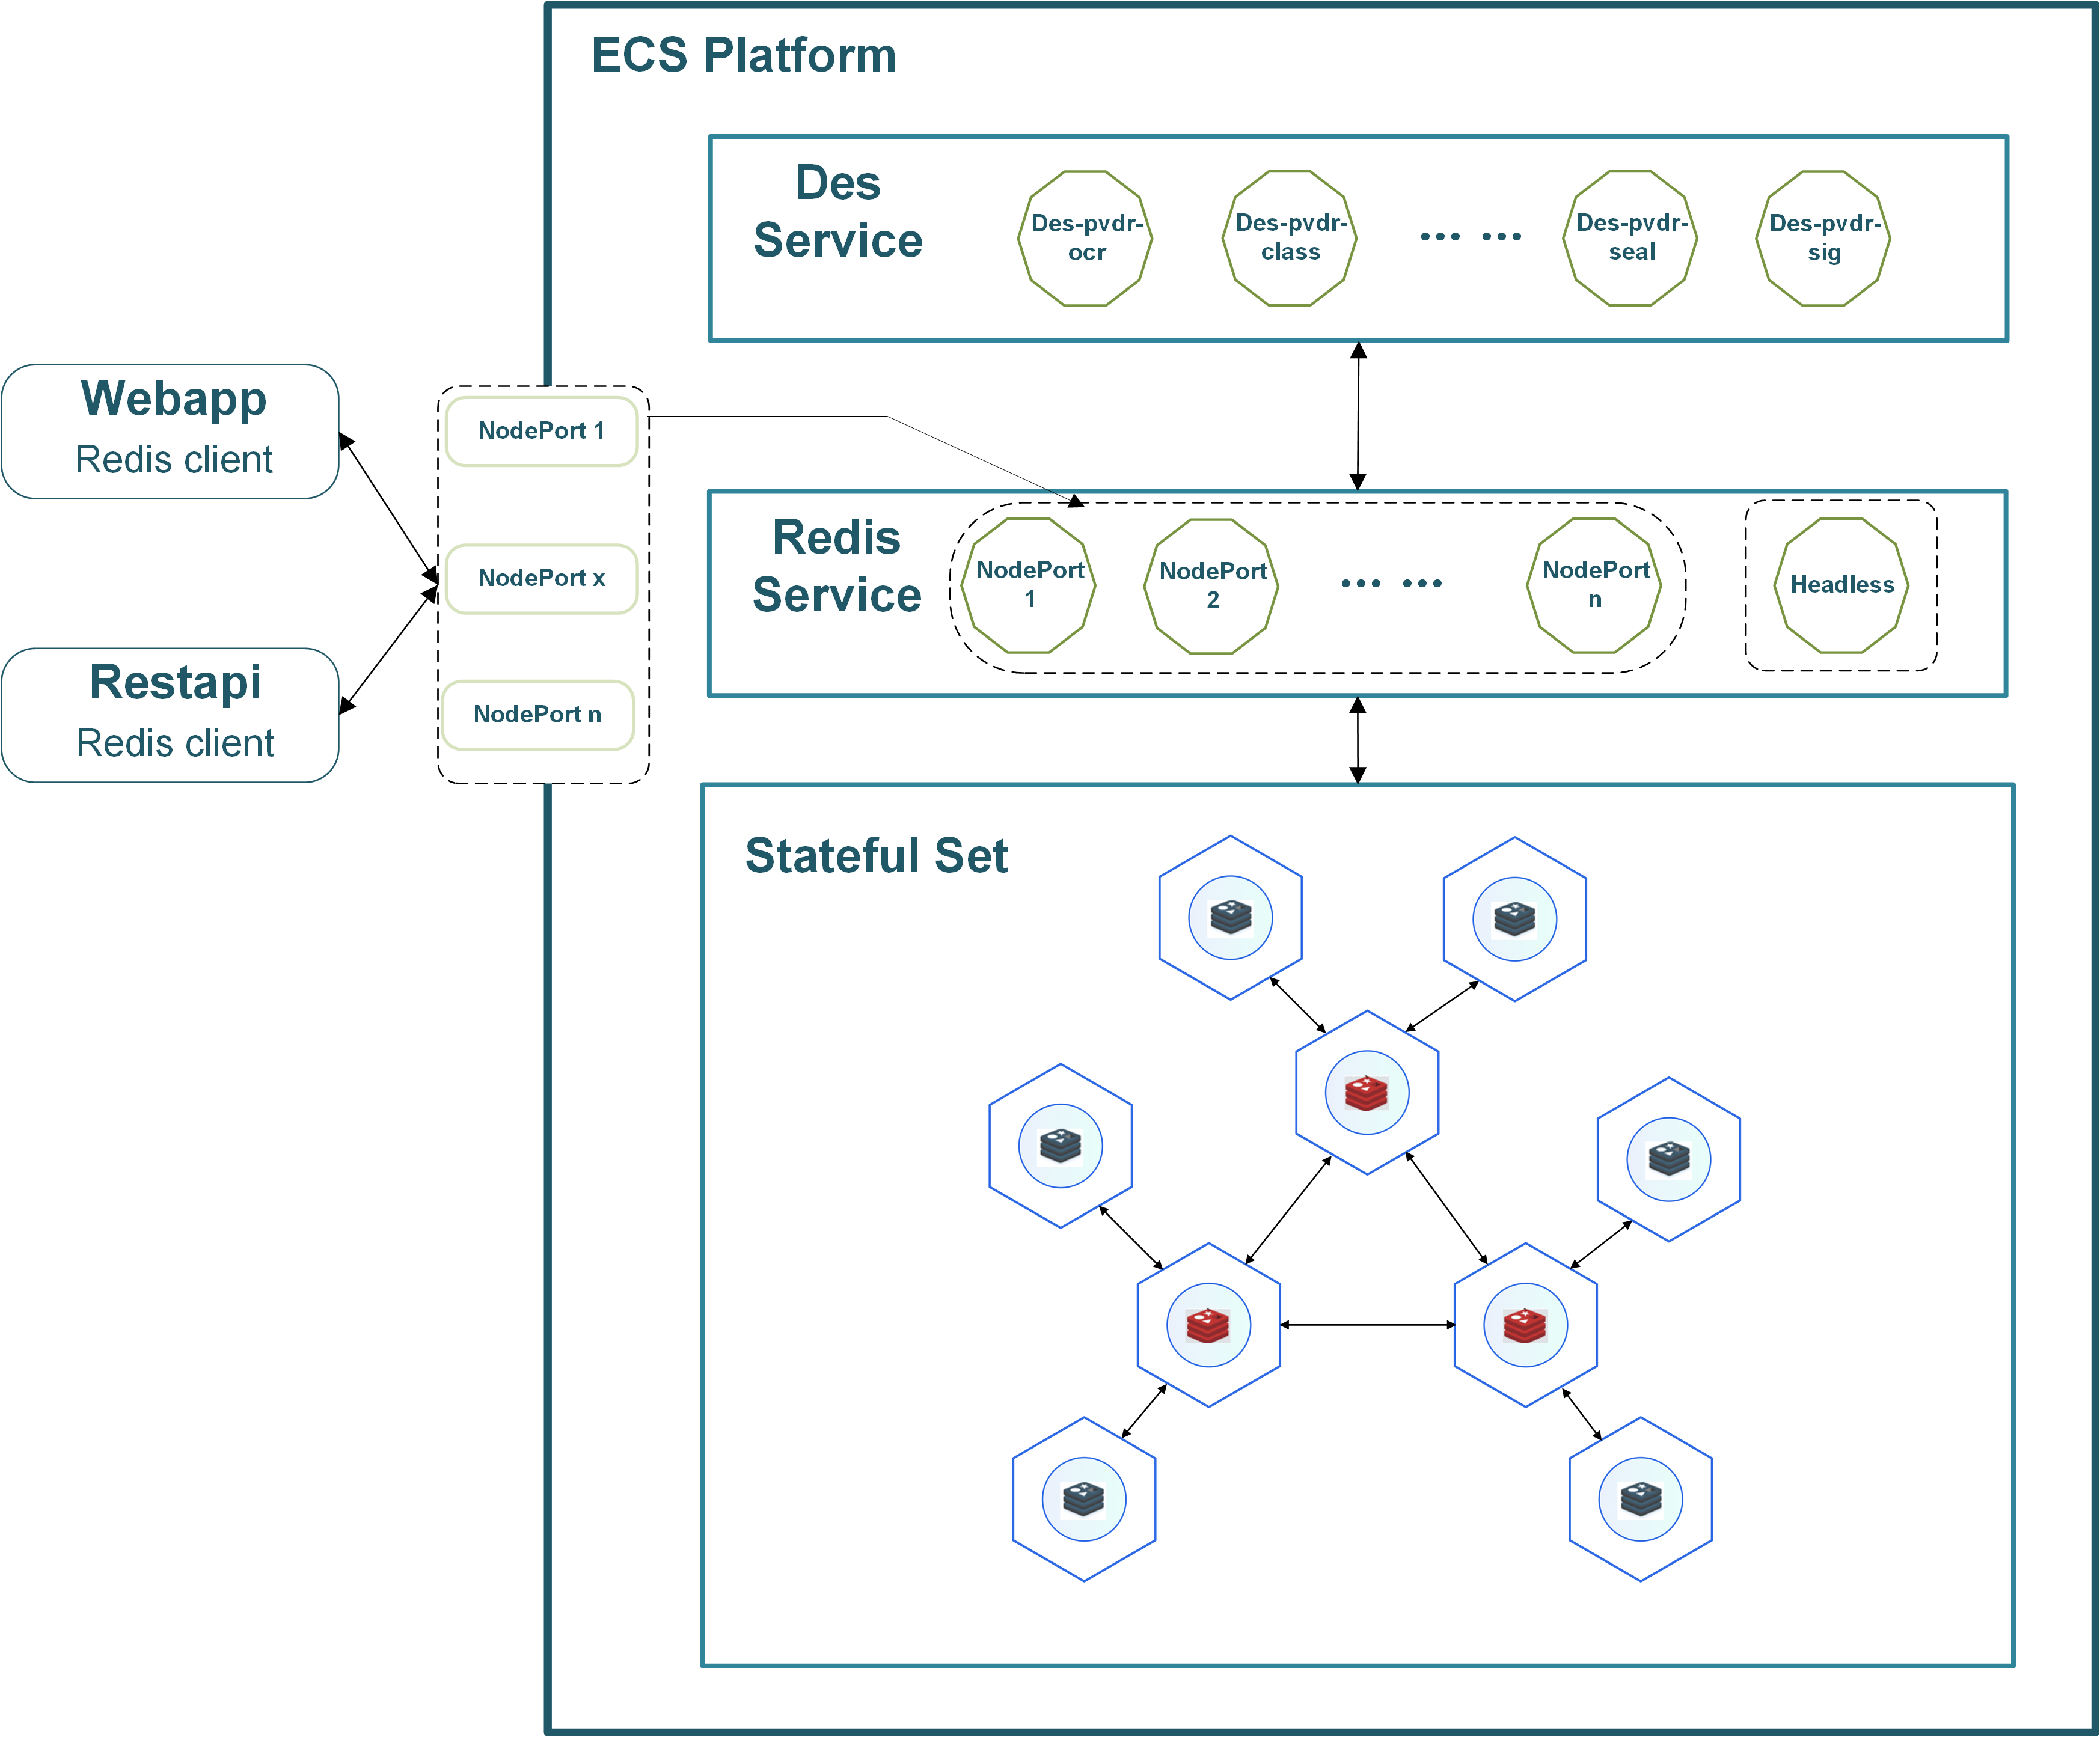 ECS Platform
Des
Service
Des-pvdr-
ocr
Des-pvdr-
class
... ...
Des-pvdr-
seal
Des-pvdr-
sig
Webapp
Redis client
Restapi
Redis client
NodePort 1
NodePort x
NodePort n
Redis
Service
NodePort
1
NodePort
2
... ...
NodePort
n
Headless
Stateful Set